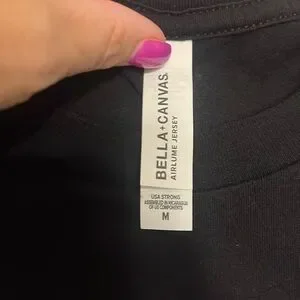 BELLA+CANVAS®
AIRLUME JERSEY
USA STRONG
ASSEMBLED IN NICARAGUA
OF US COMPONENTS
M